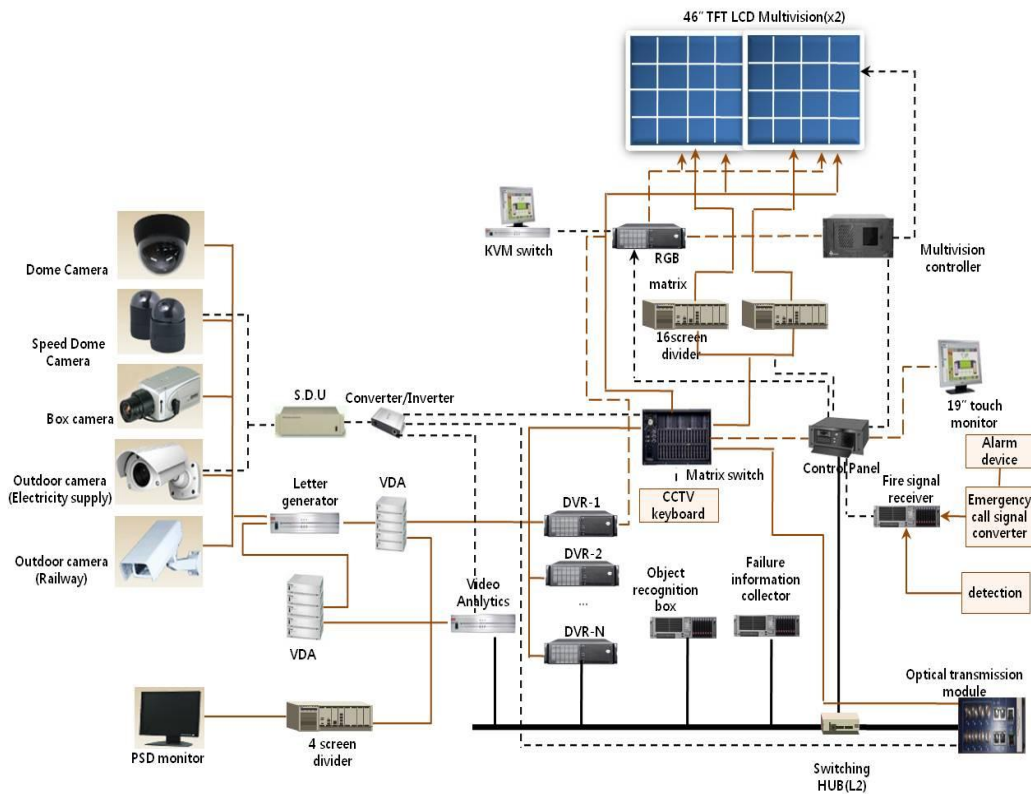 46" TFT LCD Multivision(x2)
KVM switch
RGB
matrix
Multivision
controller
Dome Camera
Speed Dome
Camera
Box camera
Outdoor camera
(Electricity supply)
Outdoor camera
(Railway)
S.D.U
Converter/Inverter
16screen
divider
19" touch
monitor
Matrix switch
CCTV
keyboard
Control Panel
Alarm
device
Fire signal
receiver
Emergency
call signal
converter
detection
Letter
generator
VDA
DVR-1
DVR-2
...
DVR-N
Object
recognition
box
Failure
information
collector
Video
Analytics
VDA
PSD monitor
4 screen
divider
Optical transmission
module
Switching
HUB(L2)